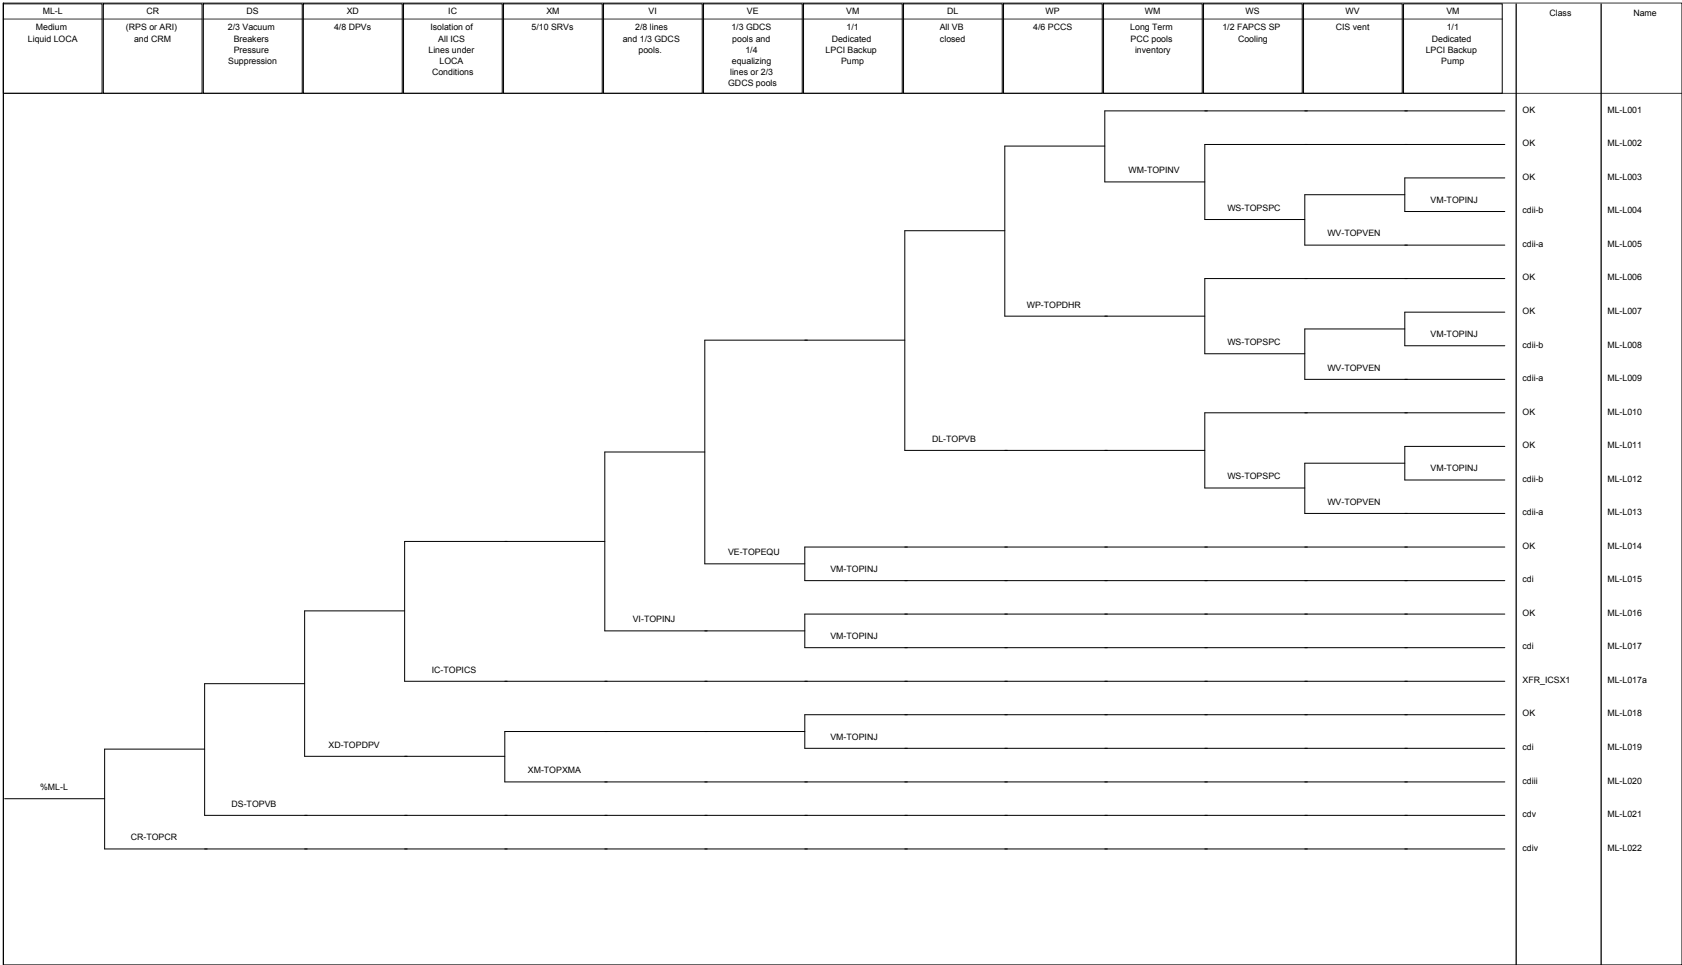 ML-L CR DS XD IC XM VI VE VM DL WP WM WS WV VM Class Name
Medium
Liquid LOCA
(RPS or ARI)
and CRM
2/3 Vacuum
Breakers
Pressure
Suppression
4/8 DPVs
Isolation of
All ICS
Lines under
LOCA
Conditions
5/10 SRVs
2/8 lines
and 1/3 GDCS
pools.
1/3 GDCS
pools and
1/4
equalizing
lines or 2/3
GDCS pools
1/1
Dedicated
LPCI Backup
Pump
All VB
closed
4/6 PCCS
Long Term
PCC pools
inventory
1/2 FAPCS SP
Cooling
CIS vent
1/1
Dedicated
LPCI Backup
Pump
OK ML-L001
OK ML-L002
WM-TOPINV
OK ML-L003
VM-TOPINJ
WS-TOPSPC
cdii-b ML-L004
WV-TOPVEN
cdii-a ML-L005
OK ML-L006
WP-TOPDHR
OK ML-L007
VM-TOPINJ
WS-TOPSPC
cdii-b ML-L008
WV-TOPVEN
cdii-a ML-L009
OK ML-L010
DL-TOPVB
OK ML-L011
VM-TOPINJ
WS-TOPSPC
cdii-b ML-L012
WV-TOPVEN
cdii-a ML-L013
OK ML-L014
VE-TOPEQU
VM-TOPINJ
cdi ML-L015
OK ML-L016
VI-TOPINJ
VM-TOPINJ
cdi ML-L017
IC-TOPICS
XFR_ICSX1 ML-L017a
OK ML-L018
VM-TOPINJ
XD-TOPDPV
cdi ML-L019
XM-TOPXMA
cdiii ML-L020
%ML-L
DS-TOPVB
cdv ML-L021
CR-TOPCR
cdiv ML-L022